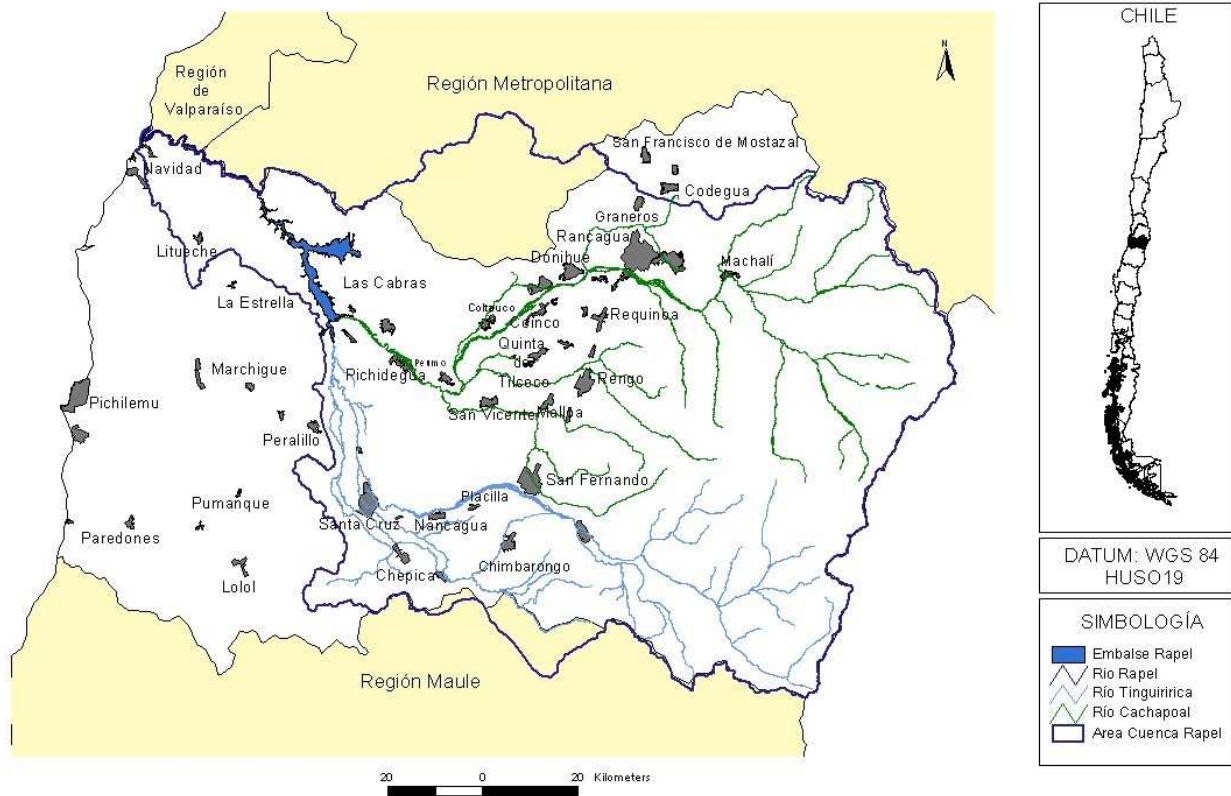 CHILE
N
Región
de
Valparaíso
Región Metropolitana
San Francisco de Mostazal
Navidad
Codegua
Graneros
Rancagua
Litueche
Donihue
Machalí
La Estrella
Las Cabras
Coltauco
Coinco
Requinoa
Quinta
de
Tilcoco
Peumo
Marchigue
Pichidegua
Rengo
Pichilemu
San Vicente
Malloa
Peralillo
San Fernando
Pumanque
Placilla
Paredones
Santa Cruz
Nancagua
Lolol
Chepica
Chimbarongo
Región Maule
20 0 20 Kilometers
DATUM: WGS 84
HUSO19
SIMBOLOGÍA
Embalse Rapel
Rio Rapel
Río Tinguiririca
Río Cachapoal
Area Cuenca Rapel